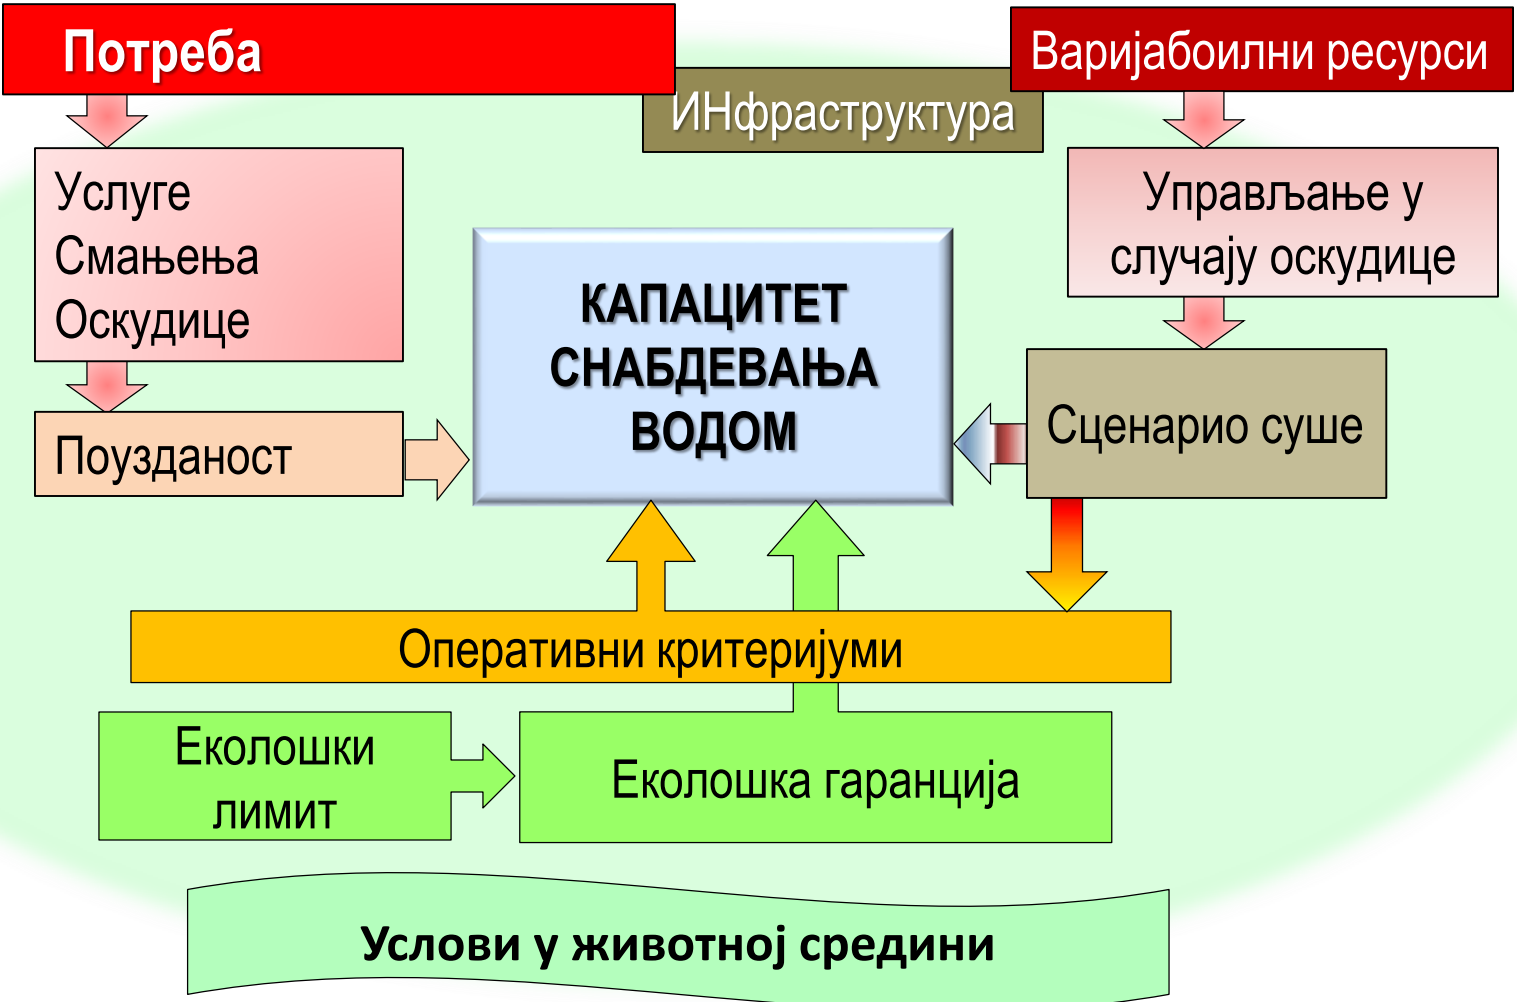 Потреба
Варијабоилни ресурси
ИНфраструктура
Услуге
Смањења
Оскудице
Управљање у
случају оскудице
КАПАЦИТЕТ
СНАБДЕВАЊА
ВОДОМ
Поузданост
Сценарио суше
Оперативни критеријуми
Еколошки
лимит
Еколошка гаранција
Услови у животној средини